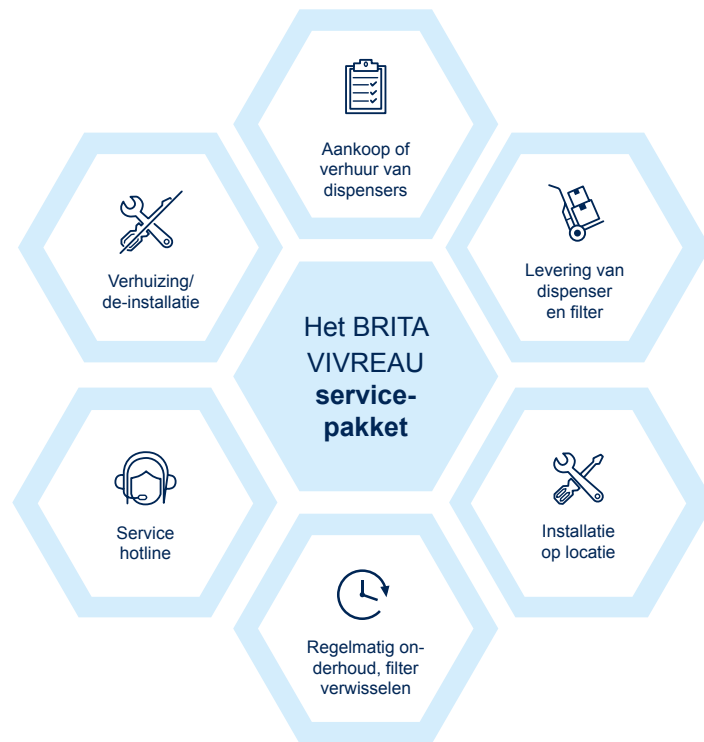 Aankoop of
verhuur van
dispensers
Levering van
dispenser
en filter
Installatie
op locatie
Regelmatig on-
derhoud, filter
verwisselen
Service
hotline
Verhuizing/
de-installatie
Het BRITA
VIVREAU
service-
pakket